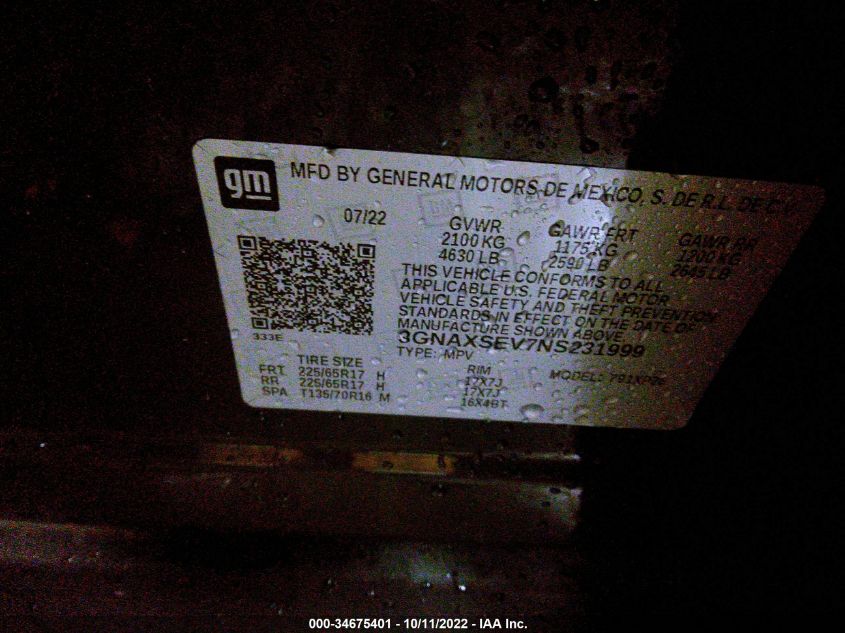 gm
MFD BY GENERAL MOTORS DE MEXICO, S. DE R.L. DE C.V.
07/22
GVWR GAWR FRT GAWR RR
2100 KG 1175 KG 1200 KG
4630 LB 2590 LB 2645 LB
THIS VEHICLE CONFORMS TO ALL
APPLICABLE U.S. FEDERAL MOTOR
VEHICLE SAFETY AND THEFT PREVENTION
STANDARDS IN EFFECT ON THE DATE OF
MANUFACTURE SHOWN ABOVE
333E
3GNAXSEV7NS231999
TYPE: MPV MODEL:
TIRE SIZE RIM
FRT 225/65R17 H 17X7J
RR 225/65R17 H 17X7J
SPA T135/70R16 M 16X4BT
000-34675401 - 10/11/2022 - IAA Inc.